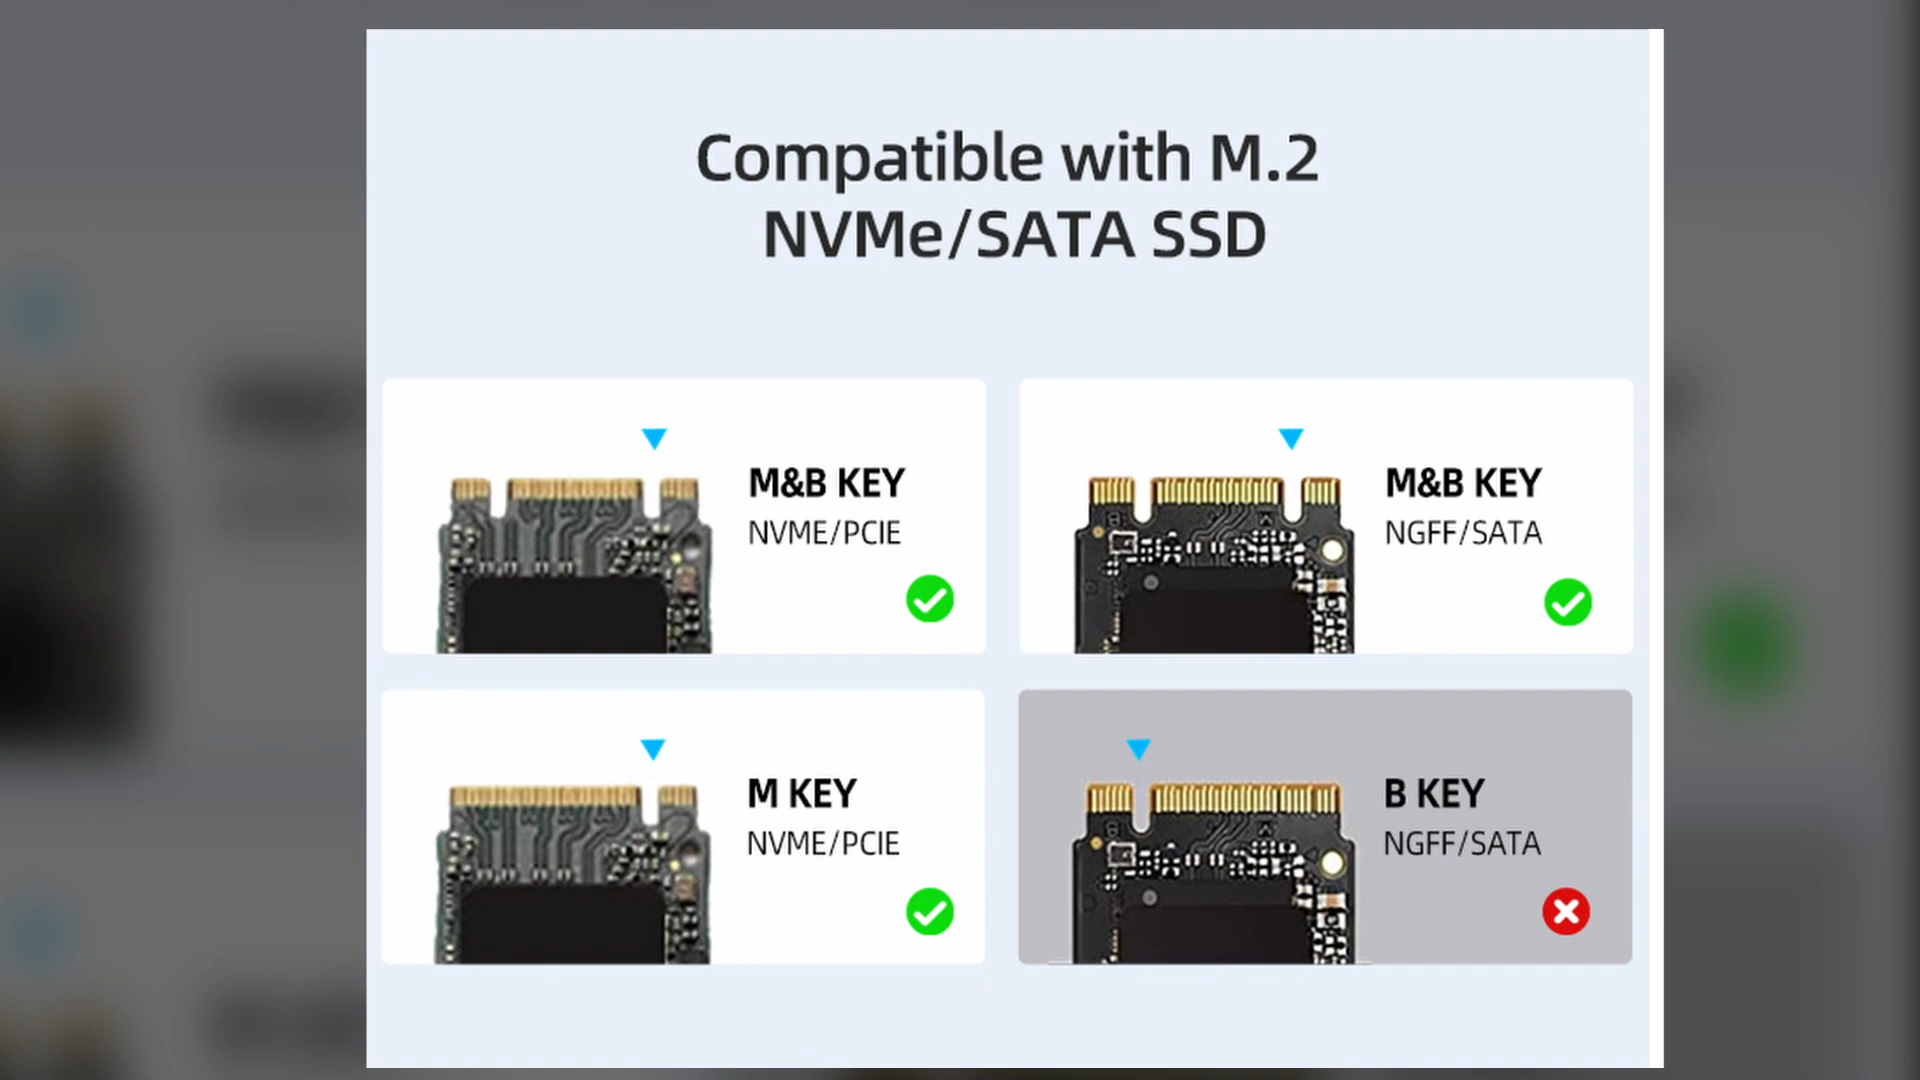 Compatible with M.2
NVMe/SATA SSD
M&B KEY
NVME/PCIE
M&B KEY
NGFF/SATA
M KEY
NVME/PCIE
B KEY
NGFF/SATA